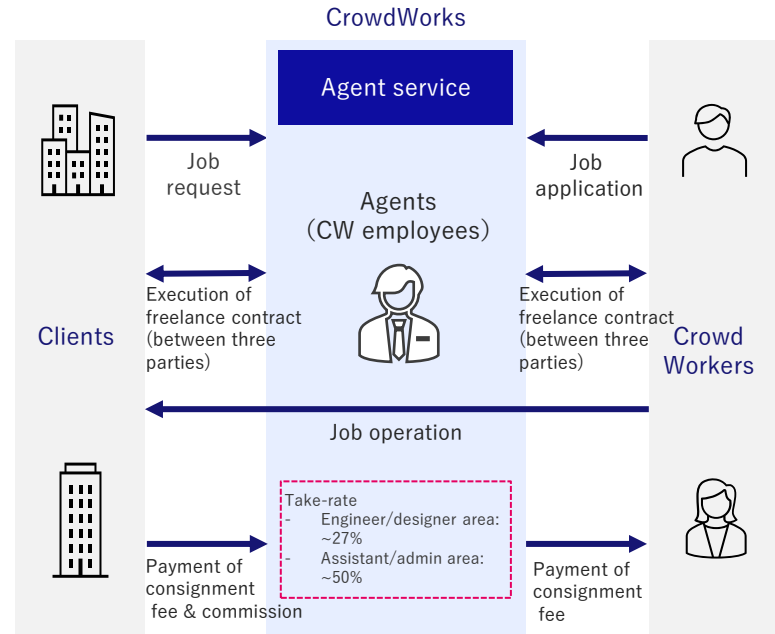 CrowdWorks
Agent service
Job
request
Job
application
Agents
(CW employees)
Execution of
freelance contract
(between three
parties)
Execution of
freelance contract
(between three
parties)
Clients
Crowd
Workers
Job operation
Take-rate
- Engineer/designer area:
~27%
- Assistant/admin area:
~50%
Payment of
consignment
fee & commission
Payment of
consignment
fee